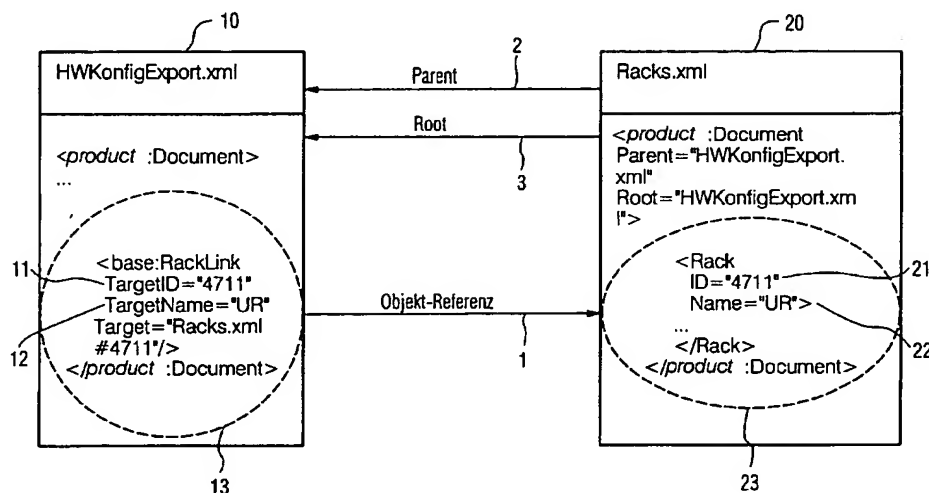 10
2
20
HWKonfigExport.xml
Parent
Racks.xml
Root
3
<product :Document>
...
<product :Document
Parent="HWKonfigExport.
xml"
Root="HWKonfigExport.xm
l">
11
12
<base:RackLink
TargetID="4711"
TargetName="UR"
Target="Racks.xml
#4711"/>
</product :Document>
Objekt-Referenz
1
<Rack
ID="4711"
Name="UR">
...
</Rack>
</product :Document>
21
22
13
23